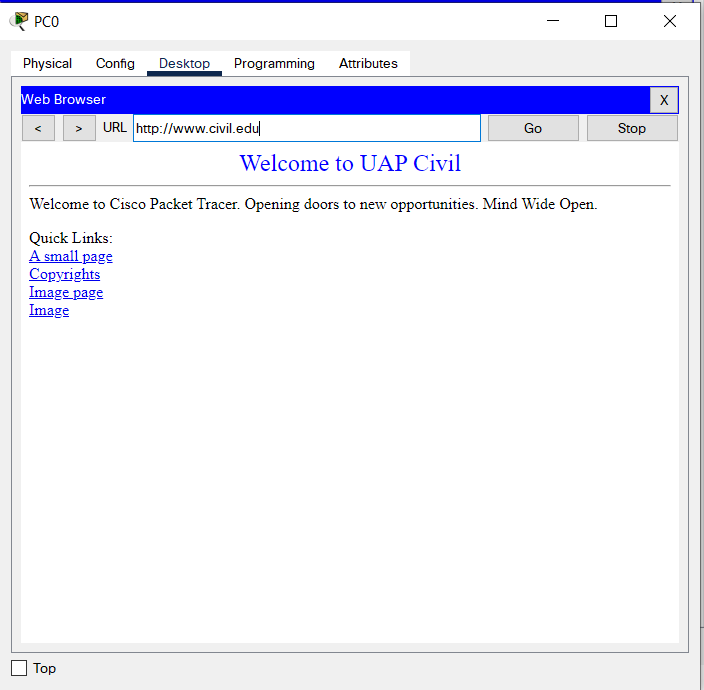 PC0
Physical Config Desktop Programming Attributes
Web Browser X
< > URL http://www.civil.edu Go Stop
Welcome to UAP Civil
Welcome to Cisco Packet Tracer. Opening doors to new opportunities. Mind Wide Open.
Quick Links:
A small page
Copyrights
Image page
Image
Top